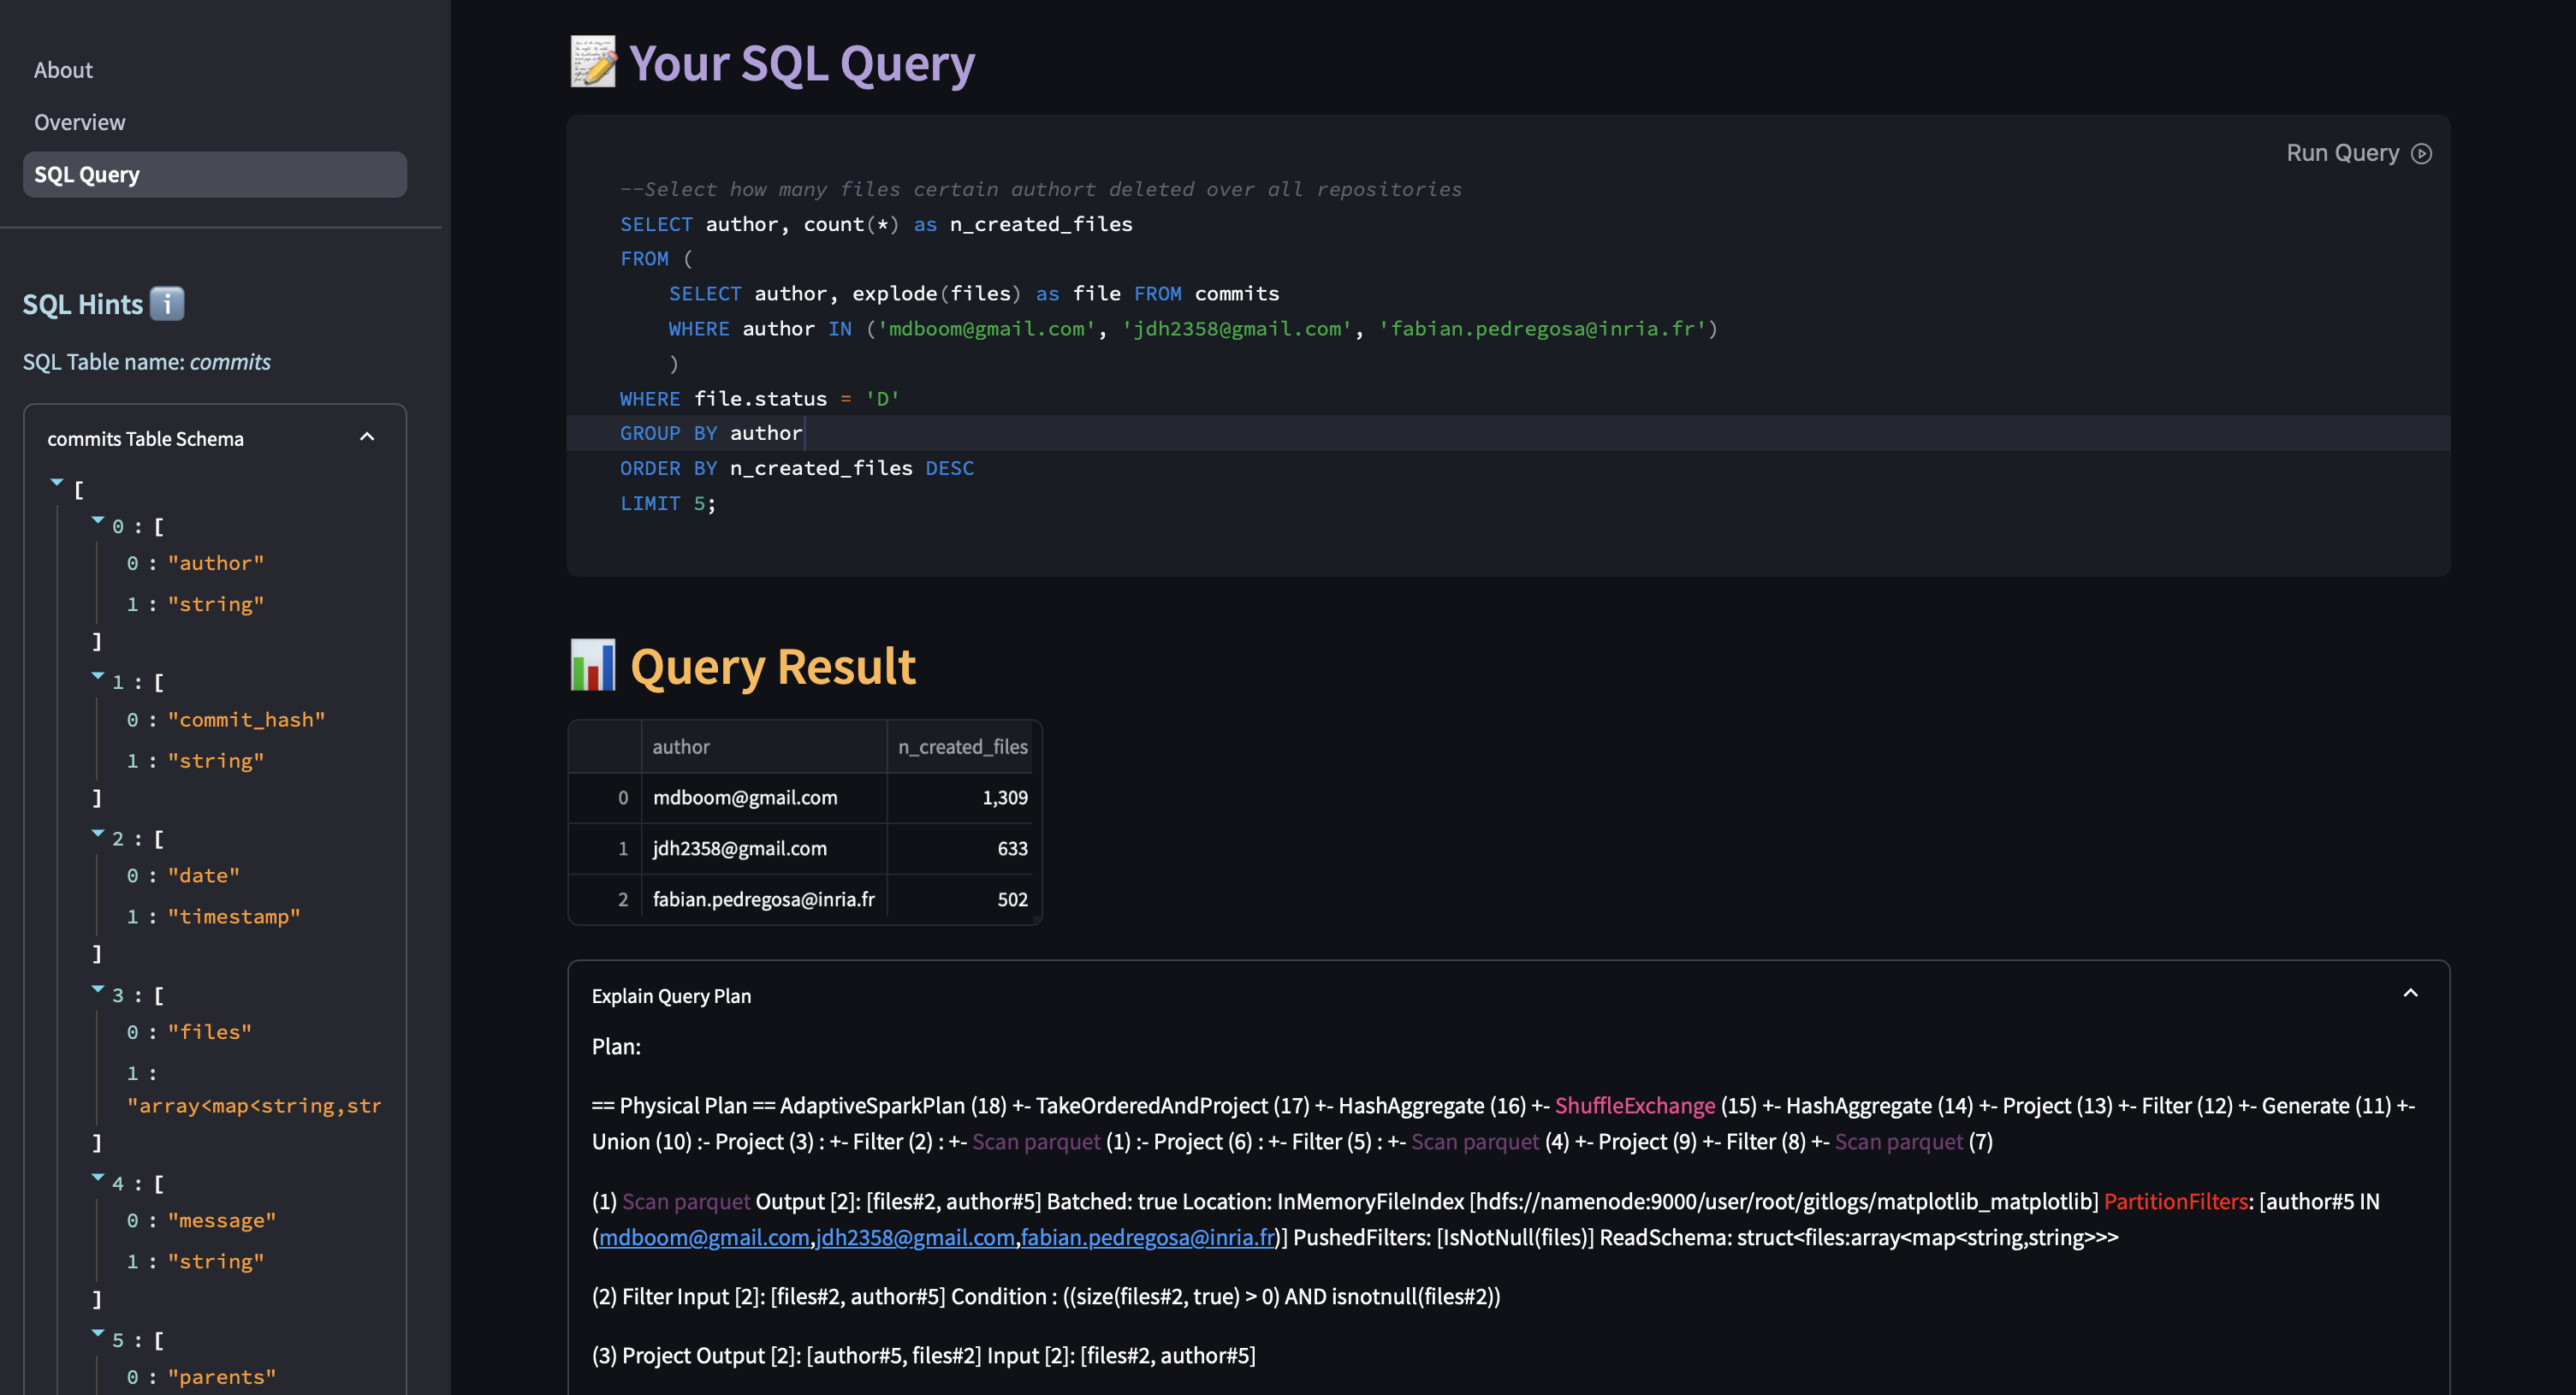 About
Overview
SQL Query
SQL Hints
SQL Table name: commits
commits Table Schema
[
0 : [
0 : "author"
1 : "string"
]
1 : [
0 : "commit_hash"
1 : "string"
]
2 : [
0 : "date"
1 : "timestamp"
]
3 : [
0 : "files"
1 :
"array<map<string,str
]
4 : [
0 : "message"
1 : "string"
]
5 : [
0 : "parents"
Your SQL Query
Run Query
--Select how many files certain authort deleted over all repositories
SELECT author, count(*) as n_created_files
FROM (
SELECT author, explode(files) as file FROM commits
WHERE author IN ('mdboom@gmail.com', 'jdh2358@gmail.com', 'fabian.pedregosa@inria.fr')
)
WHERE file.status = 'D'
GROUP BY author
ORDER BY n_created_files DESC
LIMIT 5;
Query Result
author n_created_files
0 mdboom@gmail.com 1,309
1 jdh2358@gmail.com 633
2 fabian.pedregosa@inria.fr 502
Explain Query Plan
Plan:
== Physical Plan == AdaptiveSparkPlan (18) +- TakeOrderedAndProject (17) +- HashAggregate (16) +- ShuffleExchange (15) +- HashAggregate (14) +- Project (13) +- Filter (12) +- Generate (11) +-
Union (10) :- Project (3) : +- Filter (2) : +- Scan parquet (1) :- Project (6) : +- Filter (5) : +- Scan parquet (4) +- Project (9) +- Filter (8) +- Scan parquet (7)
(1) Scan parquet Output [2]: [files#2, author#5] Batched: true Location: InMemoryFileIndex [hdfs://namenode:9000/user/root/gitlogs/matplotlib_matplotlib] PartitionFilters: [author#5 IN
(mdboom@gmail.com,jdh2358@gmail.com,fabian.pedregosa@inria.fr)] PushedFilters: [IsNotNull(files)] ReadSchema: struct<files:array<map<string,string>>>
(2) Filter Input [2]: [files#2, author#5] Condition : ((size(files#2, true) > 0) AND isnotnull(files#2))
(3) Project Output [2]: [author#5, files#2] Input [2]: [files#2, author#5]